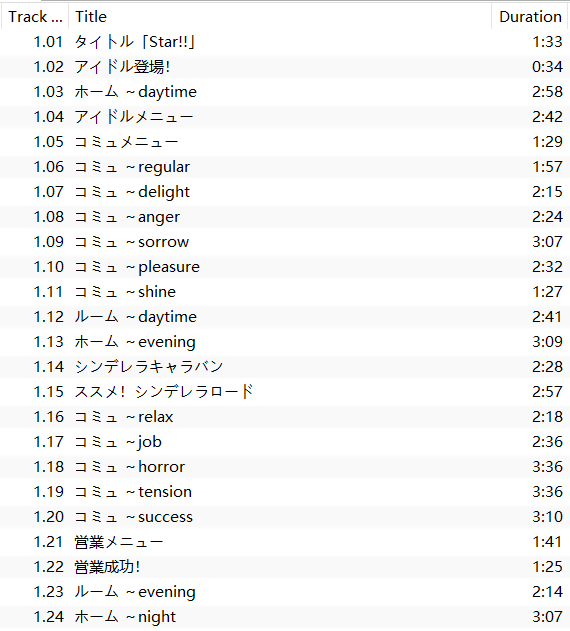 Track ... Title Duration
1.01 タイトル「Star!!」 1:33
1.02 アイドル登場！ 0:34
1.03 ホーム ～daytime 2:58
1.04 アイドルメニュー 2:42
1.05 コミュメニュー 1:29
1.06 コミュ ～regular 1:57
1.07 コミュ ～delight 2:15
1.08 コミュ ～anger 2:24
1.09 コミュ ～sorrow 3:07
1.10 コミュ ～pleasure 2:32
1.11 コミュ ～shine 1:27
1.12 ルーム ～daytime 2:41
1.13 ホーム ～evening 3:09
1.14 シンデレラキャラバン 2:28
1.15 ススメ！シンデレラロード 2:57
1.16 コミュ ～relax 2:18
1.17 コミュ ～job 2:36
1.18 コミュ ～horror 3:36
1.19 コミュ ～tension 3:36
1.20 コミュ ～success 3:10
1.21 営業メニュー 1:41
1.22 営業成功！ 1:25
1.23 ルーム ～evening 2:14
1.24 ホーム ～night 3:07